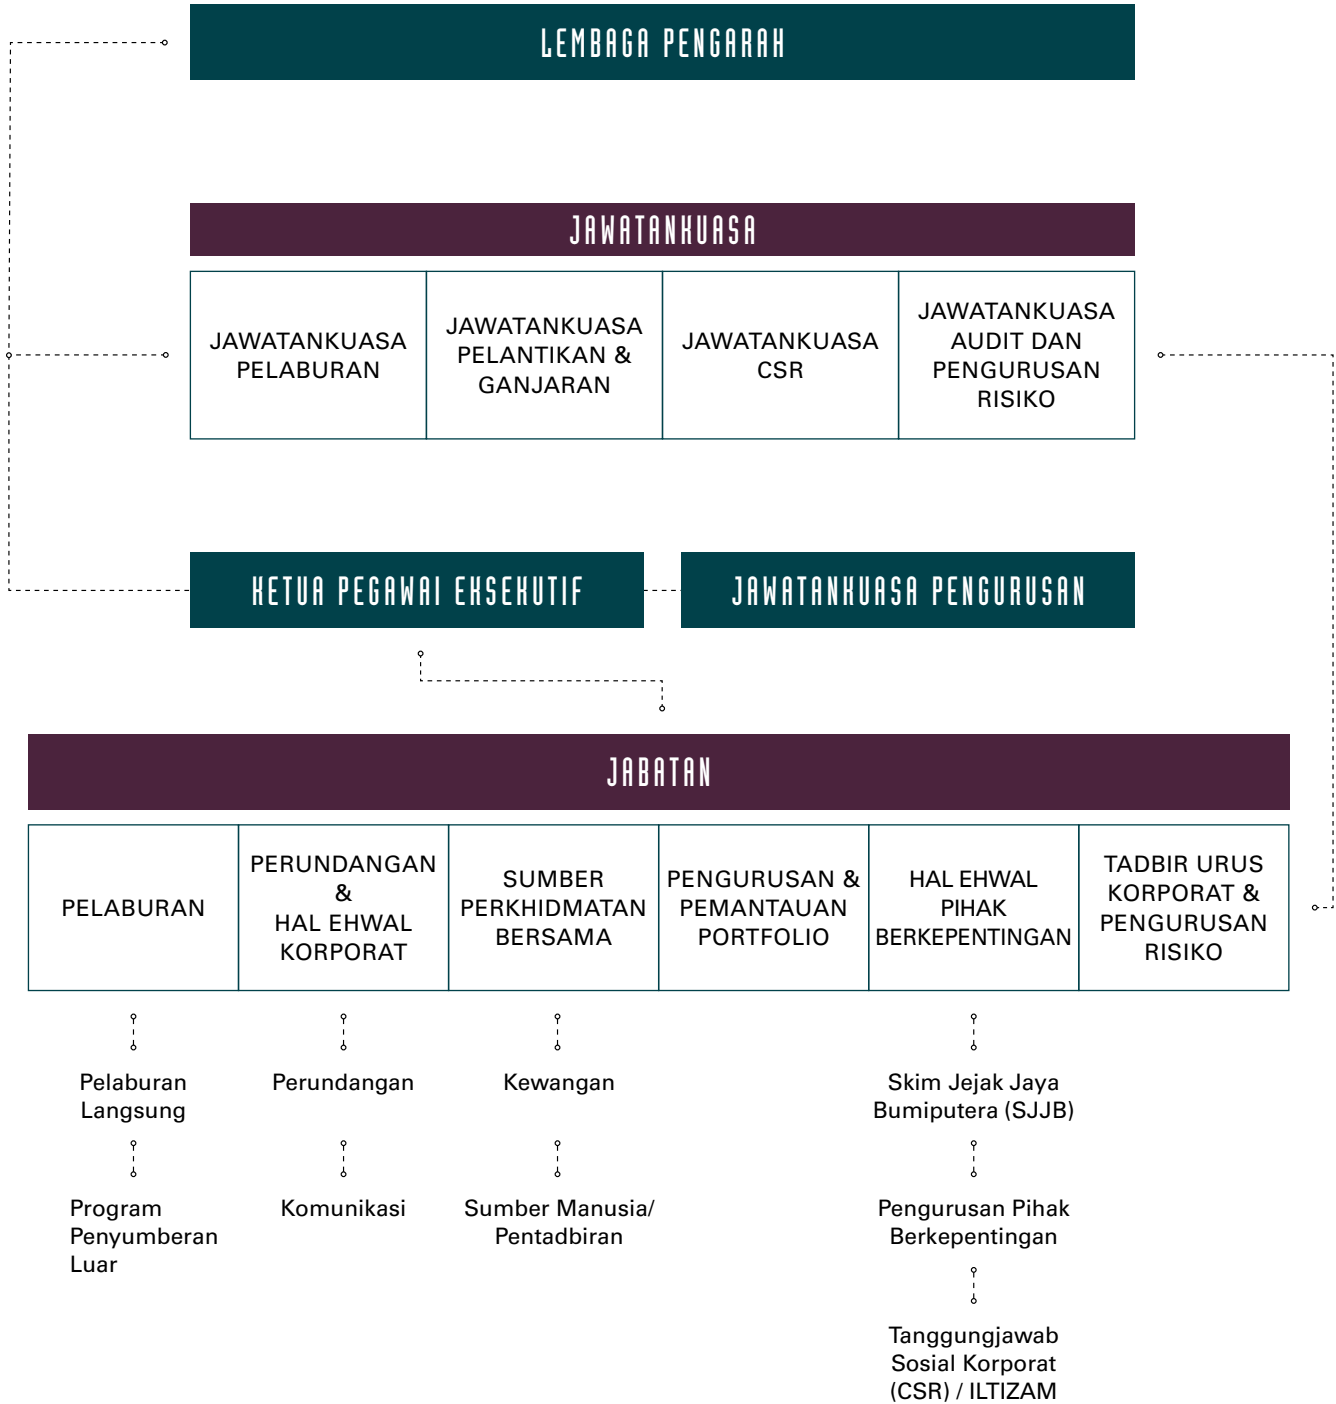 LEMBAGA PENGARAH
JAWATANKUASA
JAWATANKUASA
PELABURAN
JAWATANKUASA
PELANTIKAN &
GANJARAN
JAWATANKUASA
CSR
JAWATANKUASA
AUDIT DAN
PENGURUSAN
RISIKO
KETUA PEGAWAI EKSEKUTIF
JAWATANKUASA PENGURUSAN
JABATAN
PELABURAN
PERUNDANGAN
&
HAL EHWAL
KORPORAT
SUMBER
PERKHIDMATAN
BERSAMA
PENGURUSAN &
PEMANTAUAN
PORTFOLIO
HAL EHWAL
PIHAK
BERKEPENTINGAN
TADBIR URUS
KORPORAT &
PENGURUSAN
RISIKO
Pelaburan
Langsung
Program
Penyumberan
Luar
Perundangan
Komunikasi
Kewangan
Sumber Manusia/
Pentadbiran
Skim Jejak Jaya
Bumiputera (SJJB)
Pengurusan Pihak
Berkepentingan
Tanggungjawab
Sosial Korporat
(CSR) / ILTIZAM